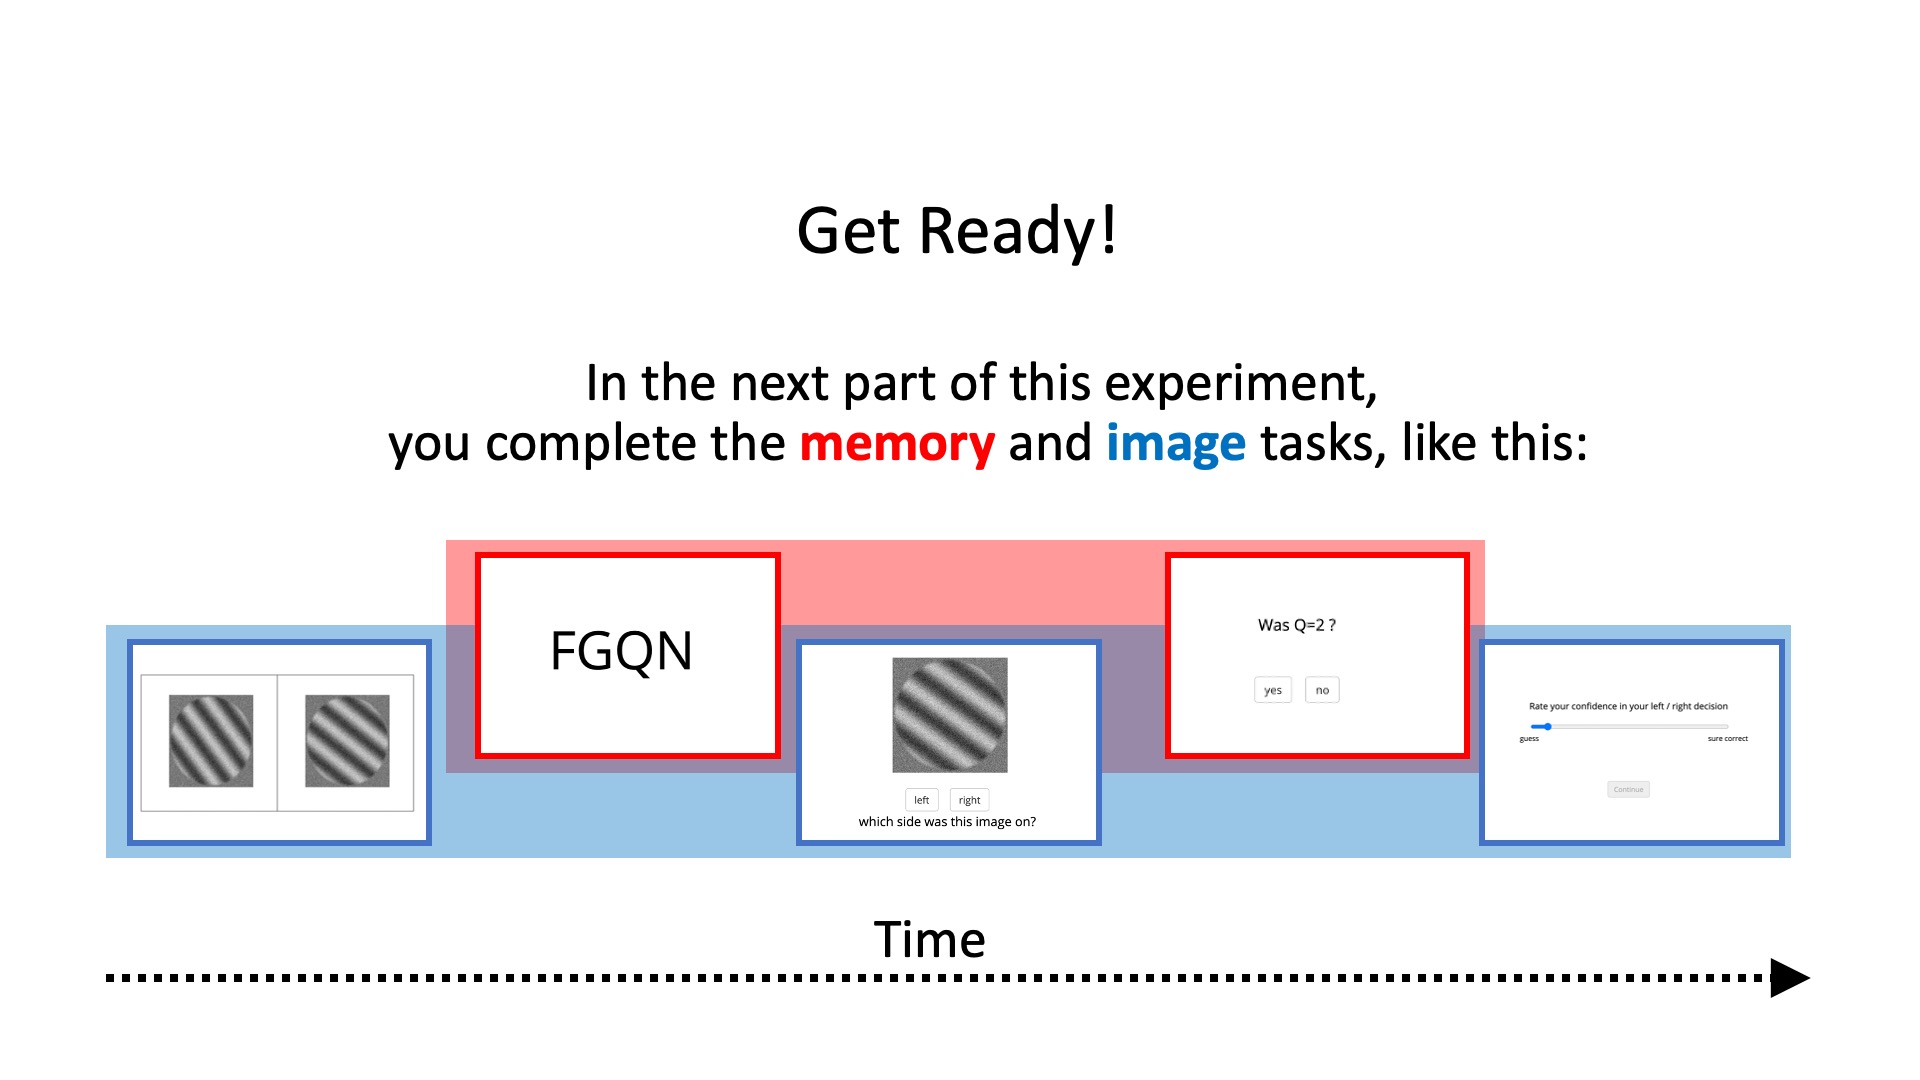 Get Ready!
In the next part of this experiment,
you complete the memory and image tasks, like this:
FGQN
left right
which side was this image on?
Was Q=2 ?
yes no
Rate your confidence in your left / right decision
guess sure correct
Continue
Time